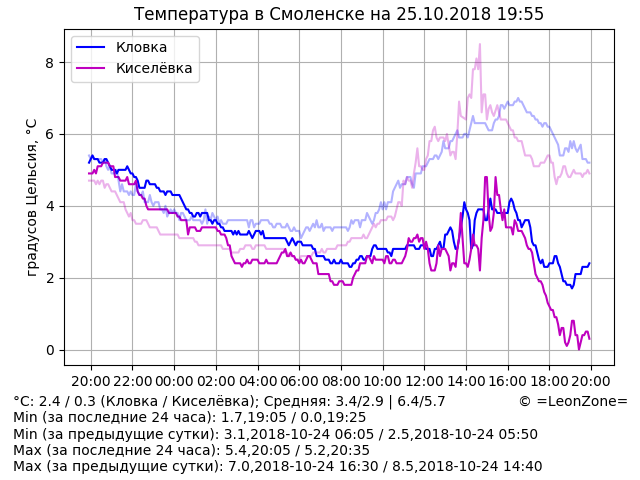 Температура в Смоленске на 25.10.2018 19:55
Кловка
Киселёвка
градусов Цельсия, °C
8
6
4
2
0
20:00 22:00 00:00 02:00 04:00 06:00 08:00 10:00 12:00 14:00 16:00 18:00 20:00
°C: 2.4 / 0.3 (Кловка / Киселёвка); Средняя: 3.4/2.9 | 6.4/5.7 © =LeonZone=
Min (за последние 24 часа): 1.7,19:05 / 0.0,19:25
Min (за предыдущие сутки): 3.1,2018-10-24 06:05 / 2.5,2018-10-24 05:50
Max (за последние 24 часа): 5.4,20:05 / 5.2,20:35
Max (за предыдущие сутки): 7.0,2018-10-24 16:30 / 8.5,2018-10-24 14:40